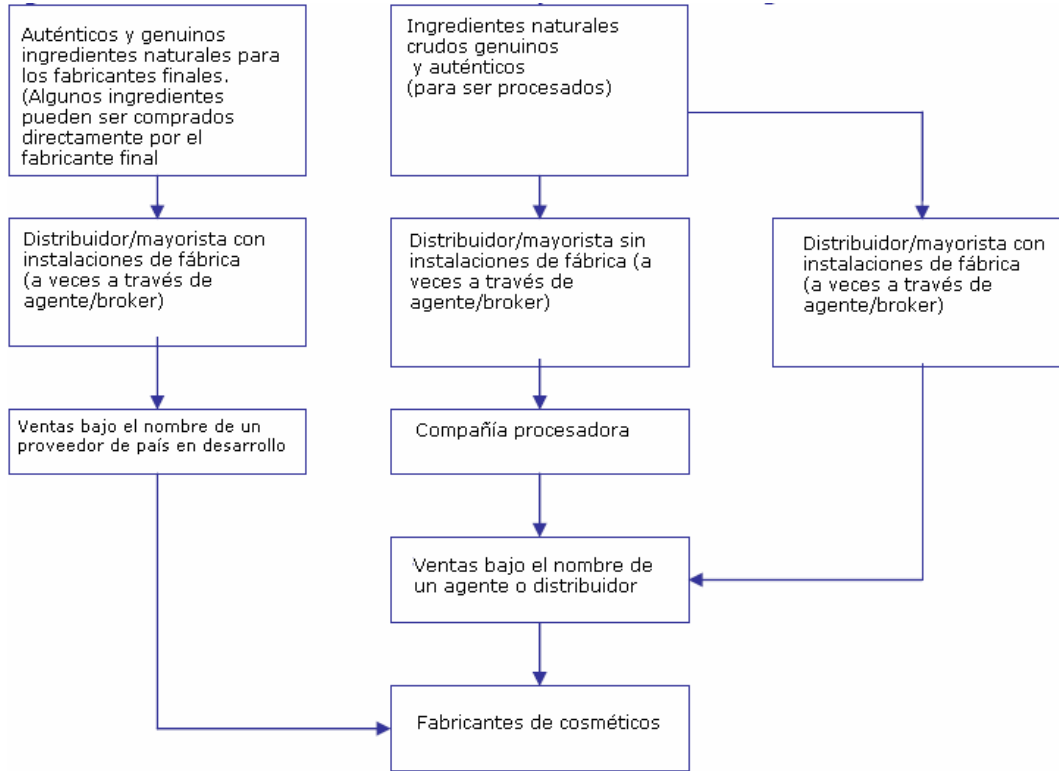 Auténticos y genuinos
ingredientes naturales para
los fabricantes finales.
(Algunos ingredientes
pueden ser comprados
directamente por el
fabricante final
Ingredientes naturales
crudos genuinos
y auténticos
(para ser procesados)
Distribuidor/mayorista con
instalaciones de fábrica
(a veces a través de
agente/broker)
Distribuidor/mayorista sin
instalaciones de fábrica (a
veces a través de
agente/broker)
Distribuidor/mayorista con
instalaciones de fábrica
(a veces a través de
agente/broker)
Ventas bajo el nombre de un
proveedor de país en desarrollo
Compañía procesadora
Ventas bajo el nombre de
un agente o distribuidor
Fabricantes de cosméticos